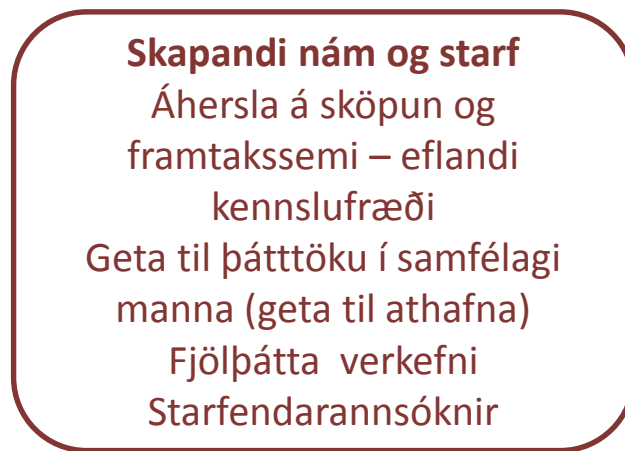 Skapandi nám og starf
Áhersla á sköpun og
framtakssemi – eflandi
kennslufræði
Geta til þátttöku í samfélagi
manna (geta til athafna)
Fjölþátta  verkefni
Starfendarannsóknir